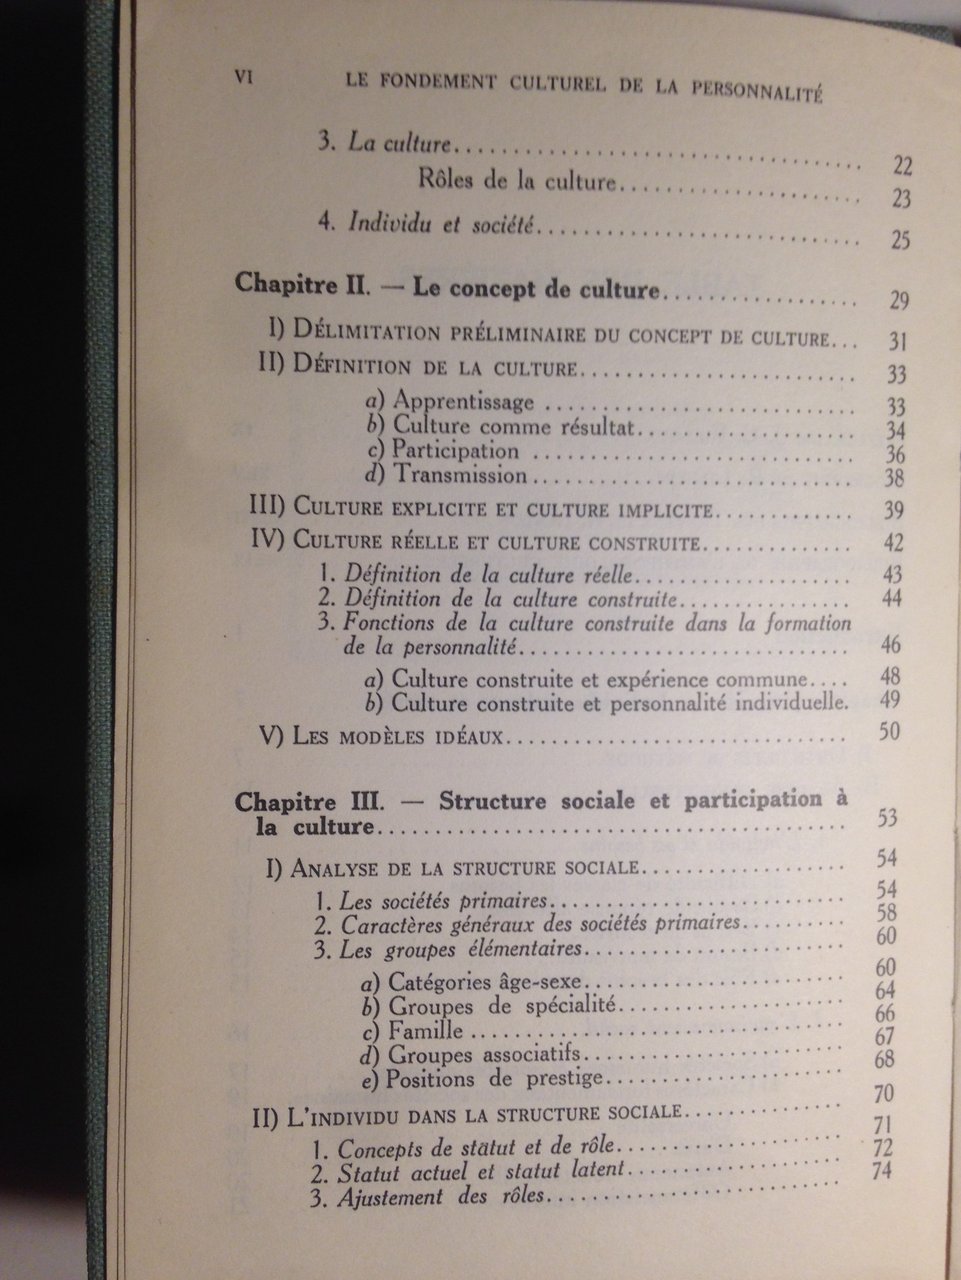 VI LE FONDEMENT CULTUREL DE LA PERSONNALITÉ
3. La culture 22
Rôles de la culture 23
4. Individu et société 25
Chapitre II. — Le concept de culture 29
I) DÉLIMITATION PRÉLIMINAIRE DU CONCEPT DE CULTURE 31
II) DÉFINITION DE LA CULTURE 33
a) Apprentissage 33
b) Culture comme résultat 34
c) Participation 36
d) Transmission 38
III) CULTURE EXPLICITE ET CULTURE IMPLICITE 39
IV) CULTURE RÉELLE ET CULTURE CONSTRUITE 42
1. Définition de la culture réelle 43
2. Définition de la culture construite 44
3. Fonctions de la culture construite dans la formation
de la personnalité 46
a) Culture construite et expérience commune 48
b) Culture construite et personnalité individuelle. 49
V) LES MODÈLES IDÉAUX 50
Chapitre III. — Structure sociale et participation à
la culture 53
I) ANALYSE DE LA STRUCTURE SOCIALE 54
1. Les sociétés primaires 54
2. Caractères généraux des sociétés primaires 58
3. Les groupes élémentaires 60
a) Catégories âge-sexe 60
b) Groupes de spécialité 64
c) Famille 66
d) Groupes associatifs 67
e) Positions de prestige 68
II) L'INDIVIDU DANS LA STRUCTURE SOCIALE 70
1. Concepts de statut et de rôle 71
2. Statut actuel et statut latent 72
3. Ajustement des rôles 74